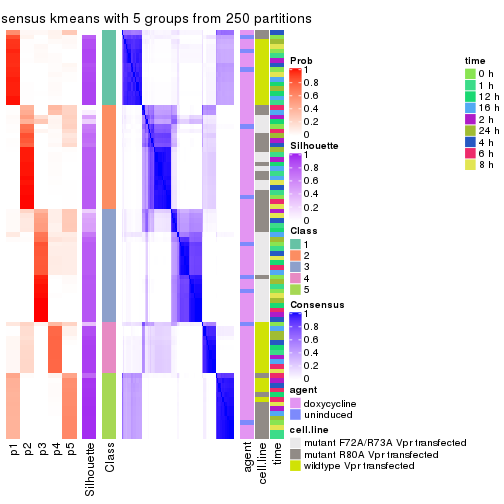 sensus kmeans with 5 groups from 250 partitions
Prob
1
0.8
0.6
0.4
0.2
0
Silhouette
1
0.8
0.6
0.4
0.2
0
Class
1
2
3
4
5
Consensus
1
0.8
0.6
0.4
0.2
0
agent
doxycycline
uninduced
cell.line
mutant F72A/R73A Vpr transfected
mutant R80A Vpr transfected
wildtype Vpr transfected
time
0 h
1 h
12 h
16 h
2 h
24 h
4 h
6 h
8 h
p1
p2
p3
p4
p5
Silhouette
Class
agent
cell.line
time